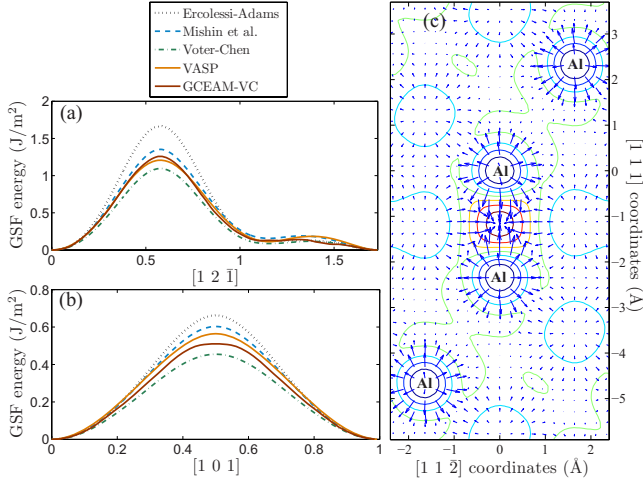 Ercolessi-Adams
Mishin et al.
Voter-Chen
VASP
GCEAM-VC
(a)
GSF energy (J/m²)
2
1.5
1
0.5
0
0.5
1
1.5
[1 2 1̅]
(b)
GSF energy (J/m²)
0.8
0.6
0.4
0.2
0
0
0.2
0.4
0.6
0.8
1
[1 0 1]
(c)
Al
Al
Al
Al
3
2
1
0
−1
−2
−3
−4
−5
[1 1 1] coordinates (Å)
−2
−1
0
1
2
[1 1 2̅] coordinates (Å)